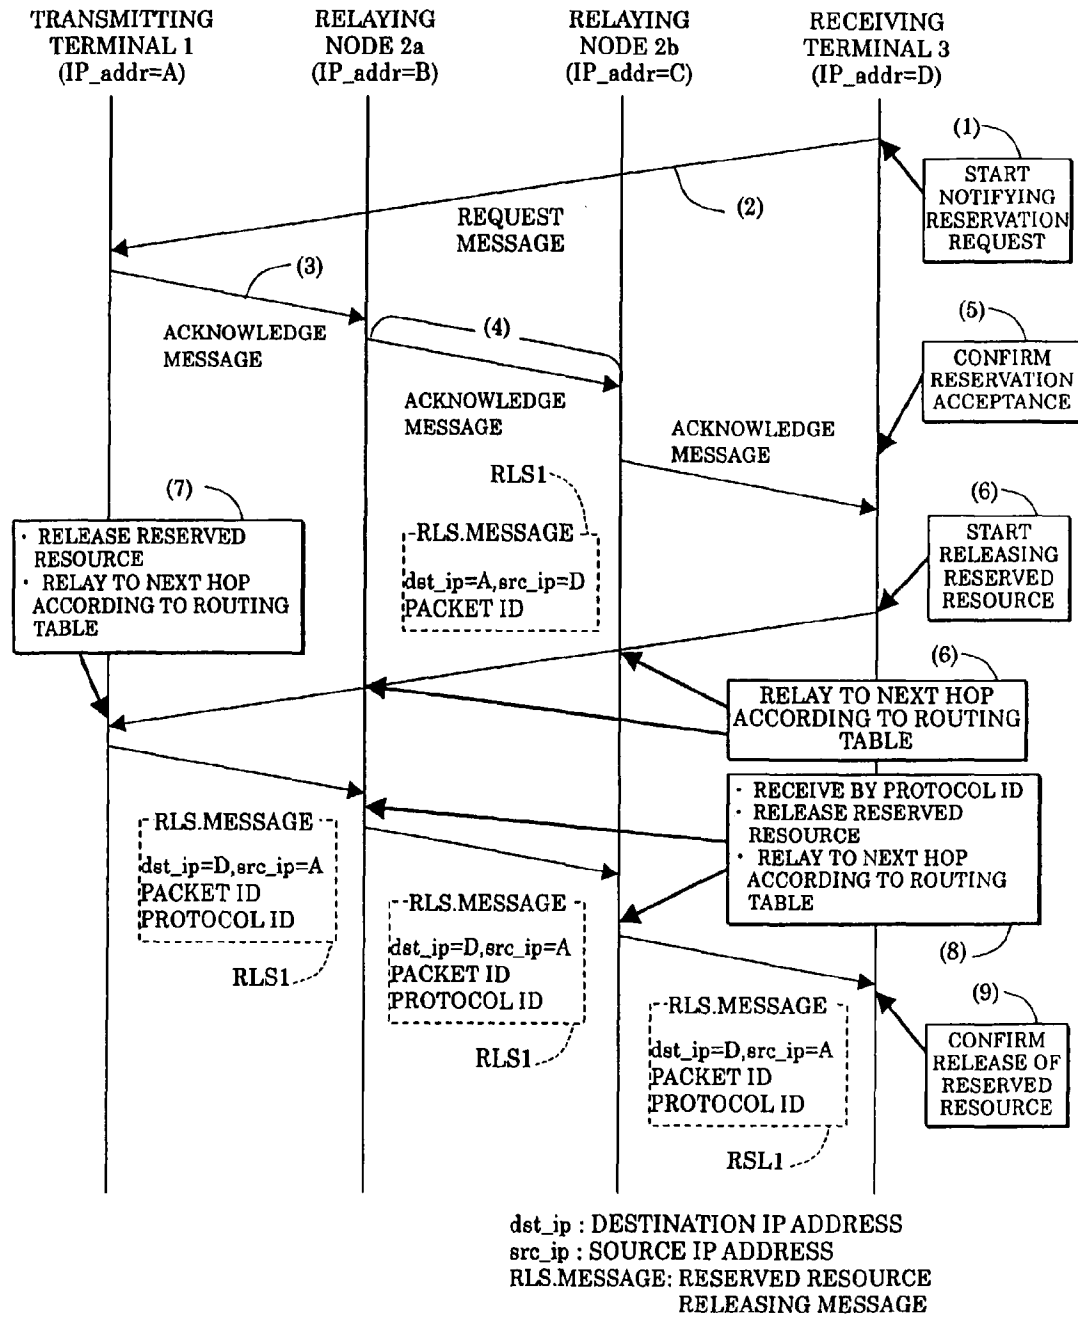 TRANSMITTING
TERMINAL 1
(IP_addr=A)
RELAYING
NODE 2a
(IP_addr=B)
RELAYING
NODE 2b
(IP_addr=C)
RECEIVING
TERMINAL 3
(IP_addr=D)
(1)
START
NOTIFYING
RESERVATION
REQUEST
(2)
REQUEST
MESSAGE
(3)
ACKNOWLEDGE
MESSAGE
(4)
ACKNOWLEDGE
MESSAGE
(5)
CONFIRM
RESERVATION
ACCEPTANCE
ACKNOWLEDGE
MESSAGE
RLS1
RLS.MESSAGE
dst_ip=A,src_ip=D
PACKET ID
(6)
START
RELEASING
RESERVED
RESOURCE
(7)
· RELEASE RESERVED
RESOURCE
· RELAY TO NEXT HOP
ACCORDING TO ROUTING
TABLE
(6)
RELAY TO NEXT HOP
ACCORDING TO ROUTING
TABLE
· RECEIVE BY PROTOCOL ID
· RELEASE RESERVED
RESOURCE
· RELAY TO NEXT HOP
ACCORDING TO ROUTING
TABLE
(8)
RLS.MESSAGE
dst_ip=D,src_ip=A
PACKET ID
PROTOCOL ID
RLS1
RLS.MESSAGE
dst_ip=D,src_ip=A
PACKET ID
PROTOCOL ID
RLS1
RLS.MESSAGE
dst_ip=D,src_ip=A
PACKET ID
PROTOCOL ID
RSL1
(9)
CONFIRM
RELEASE OF
RESERVED
RESOURCE
dst_ip : DESTINATION IP ADDRESS
src_ip : SOURCE IP ADDRESS
RLS.MESSAGE: RESERVED RESOURCE
RELEASING MESSAGE